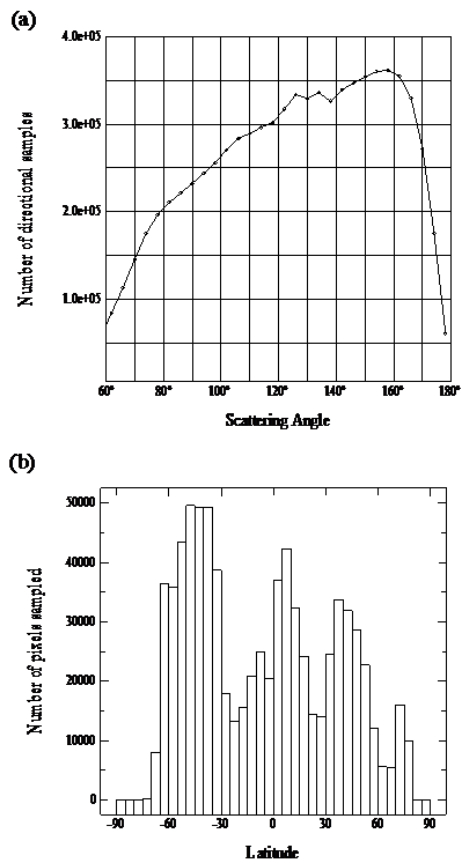 (a)
4.0e+05
3.0e+05
2.0e+05
1.0e+05
Number of directional samples
60° 80° 100° 120° 140° 160° 180°
Scattering Angle
(b)
50000
40000
30000
20000
10000
0
Number of pixels sampled
-90 -60 -30 0 30 60 90
Latitude